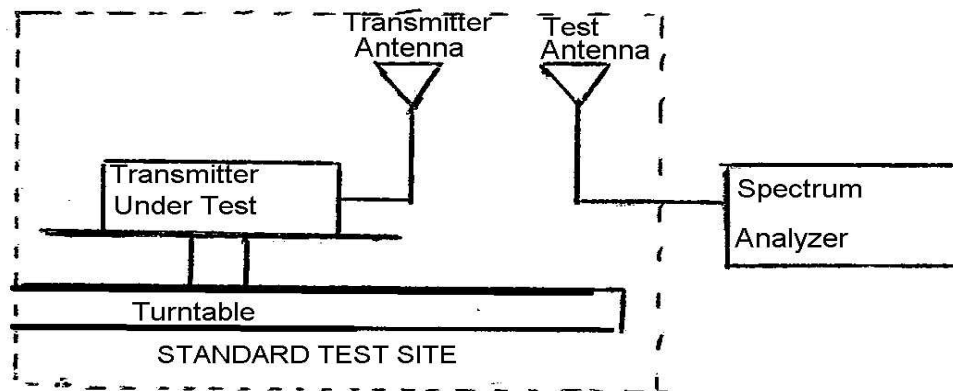 Transmitter
Antenna
Test
Antenna
Transmitter
Under Test
Spectrum
Analyzer
Turntable
STANDARD TEST SITE